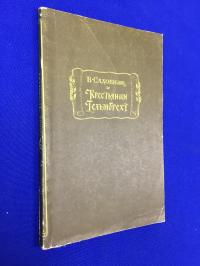 В. Садовник
Крестьянин
Гельмбрехт